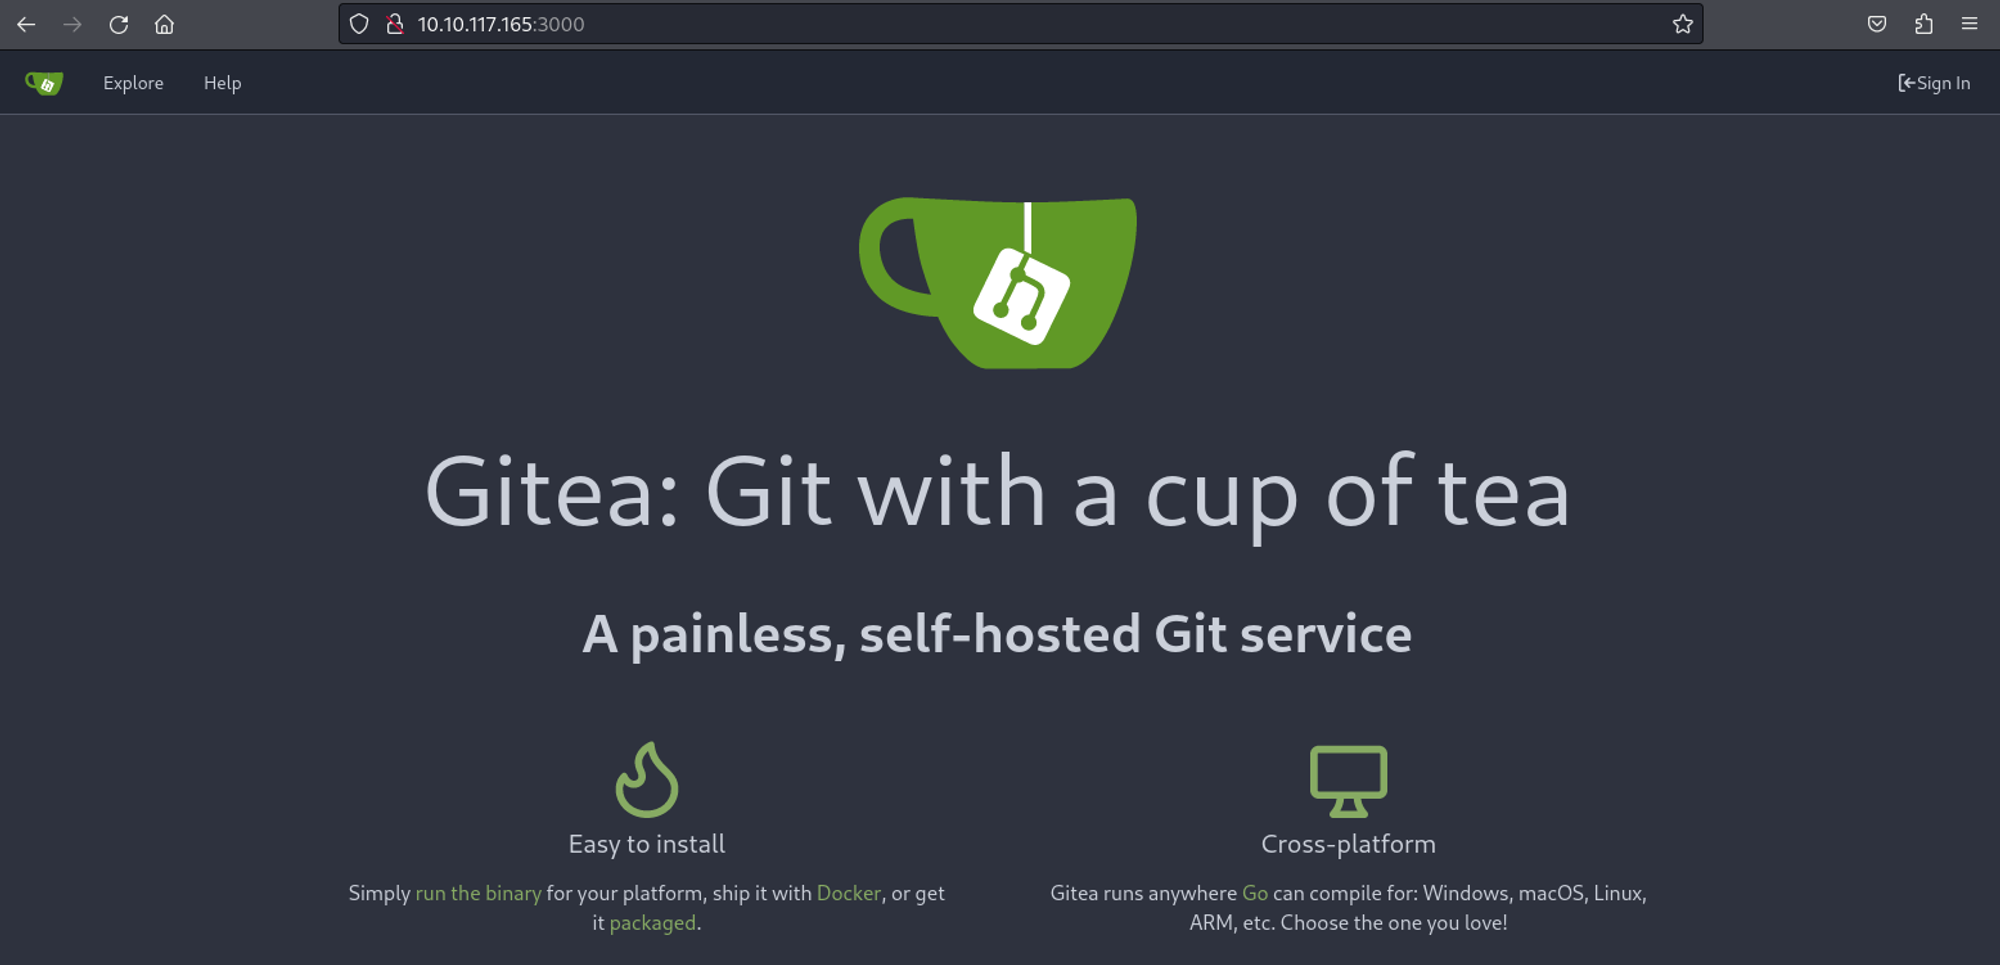 10.10.117.165:3000
Explore Help Sign In
Gitea: Git with a cup of tea
A painless, self-hosted Git service
Easy to install
Simply run the binary for your platform, ship it with Docker, or get
it packaged.
Cross-platform
Gitea runs anywhere Go can compile for: Windows, macOS, Linux,
ARM, etc. Choose the one you love!